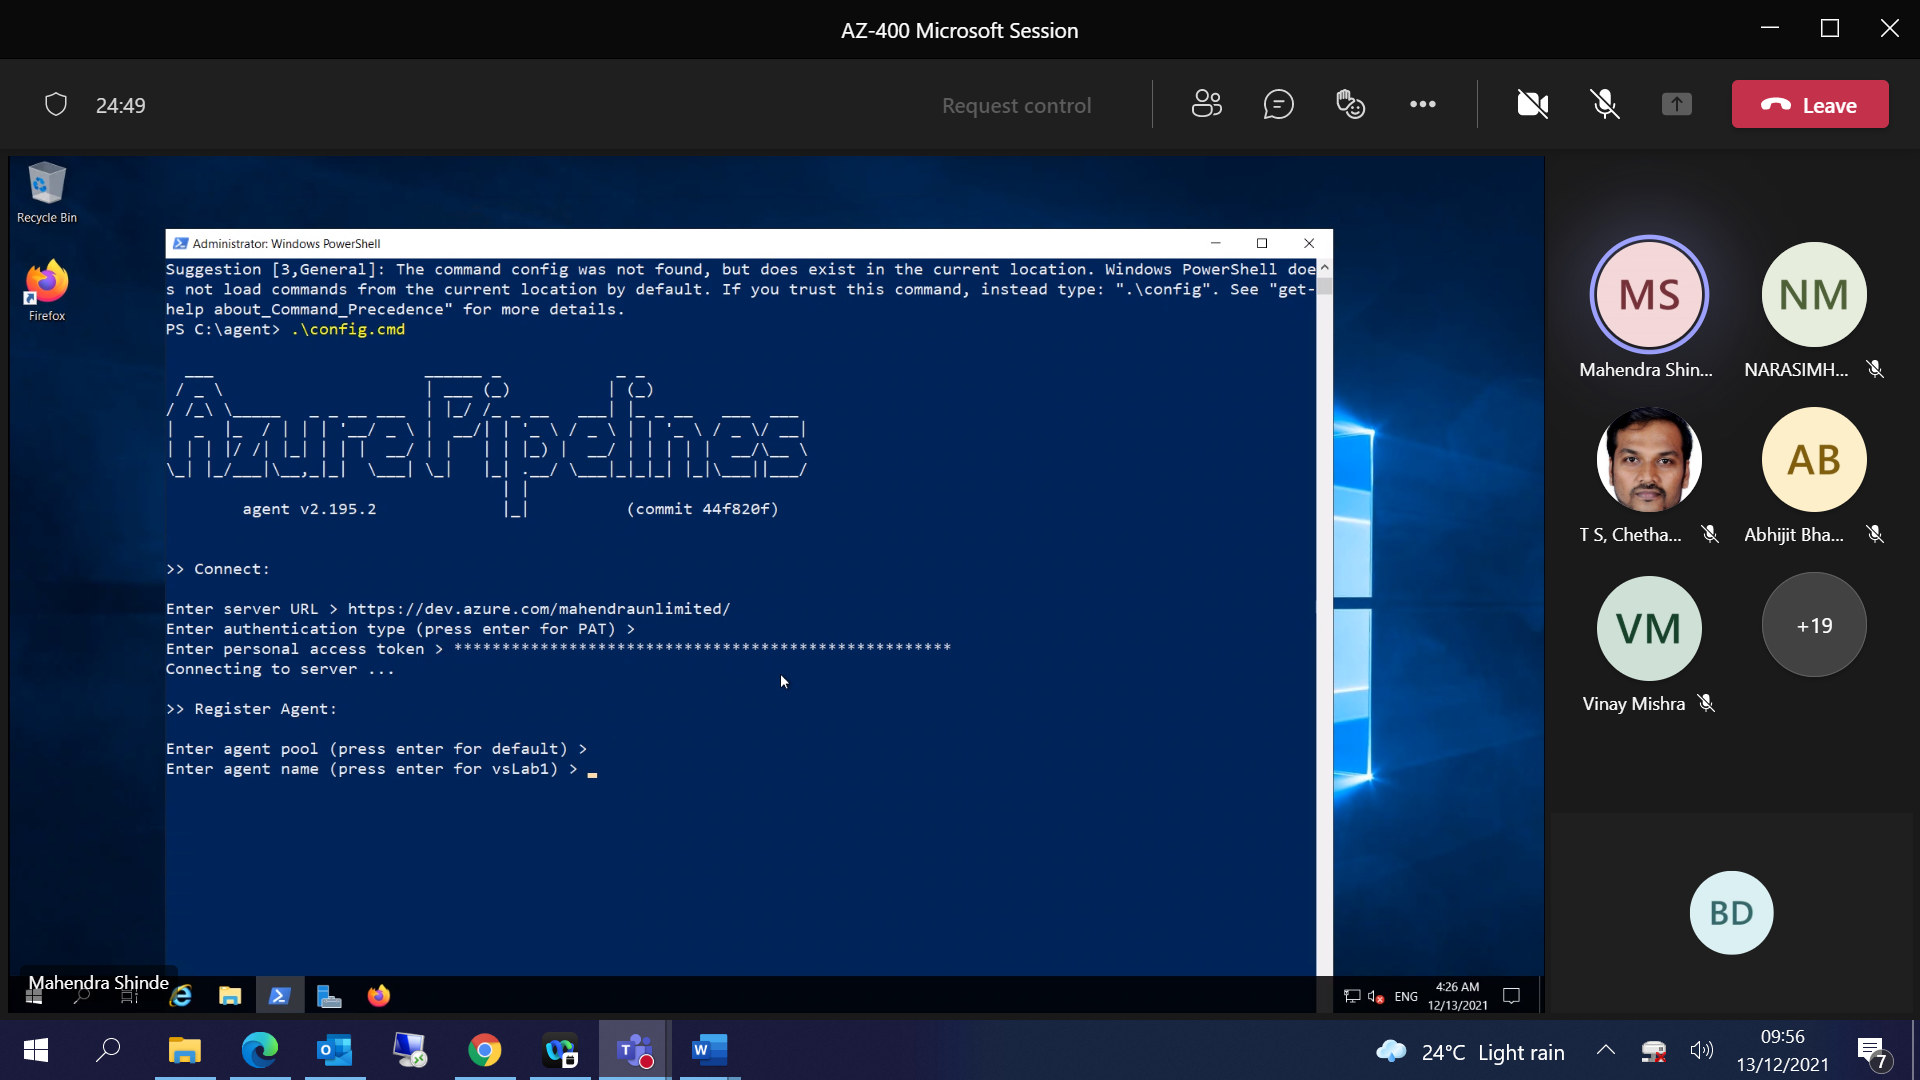 AZ-400 Microsoft Session
24:49
Request control
Leave
Recycle Bin
Firefox
Administrator: Windows PowerShell
Suggestion [3,General]: The command config was not found, but does exist in the current location. Windows PowerShell doe
s not load commands from the current location by default. If you trust this command, instead type: ".\config". See "get-
help about_Command_Precedence" for more details.
PS C:\agent> .\config.cmd
AzurePipelines
agent v2.195.2 (commit 44f820f)
>> Connect:
Enter server URL > https://dev.azure.com/mahendraunlimited/
Enter authentication type (press enter for PAT) >
Enter personal access token > ****************************************************
Connecting to server ...
>> Register Agent:
Enter agent pool (press enter for default) >
Enter agent name (press enter for vsLab1) >
MS
Mahendra Shin...
NM
NARASIMH...
T S, Chetha...
AB
Abhijit Bha...
VM
Vinay Mishra
+19
BD
Mahendra Shinde
ENG
4:26 AM
12/13/2021
24°C Light rain
09:56
13/12/2021
7